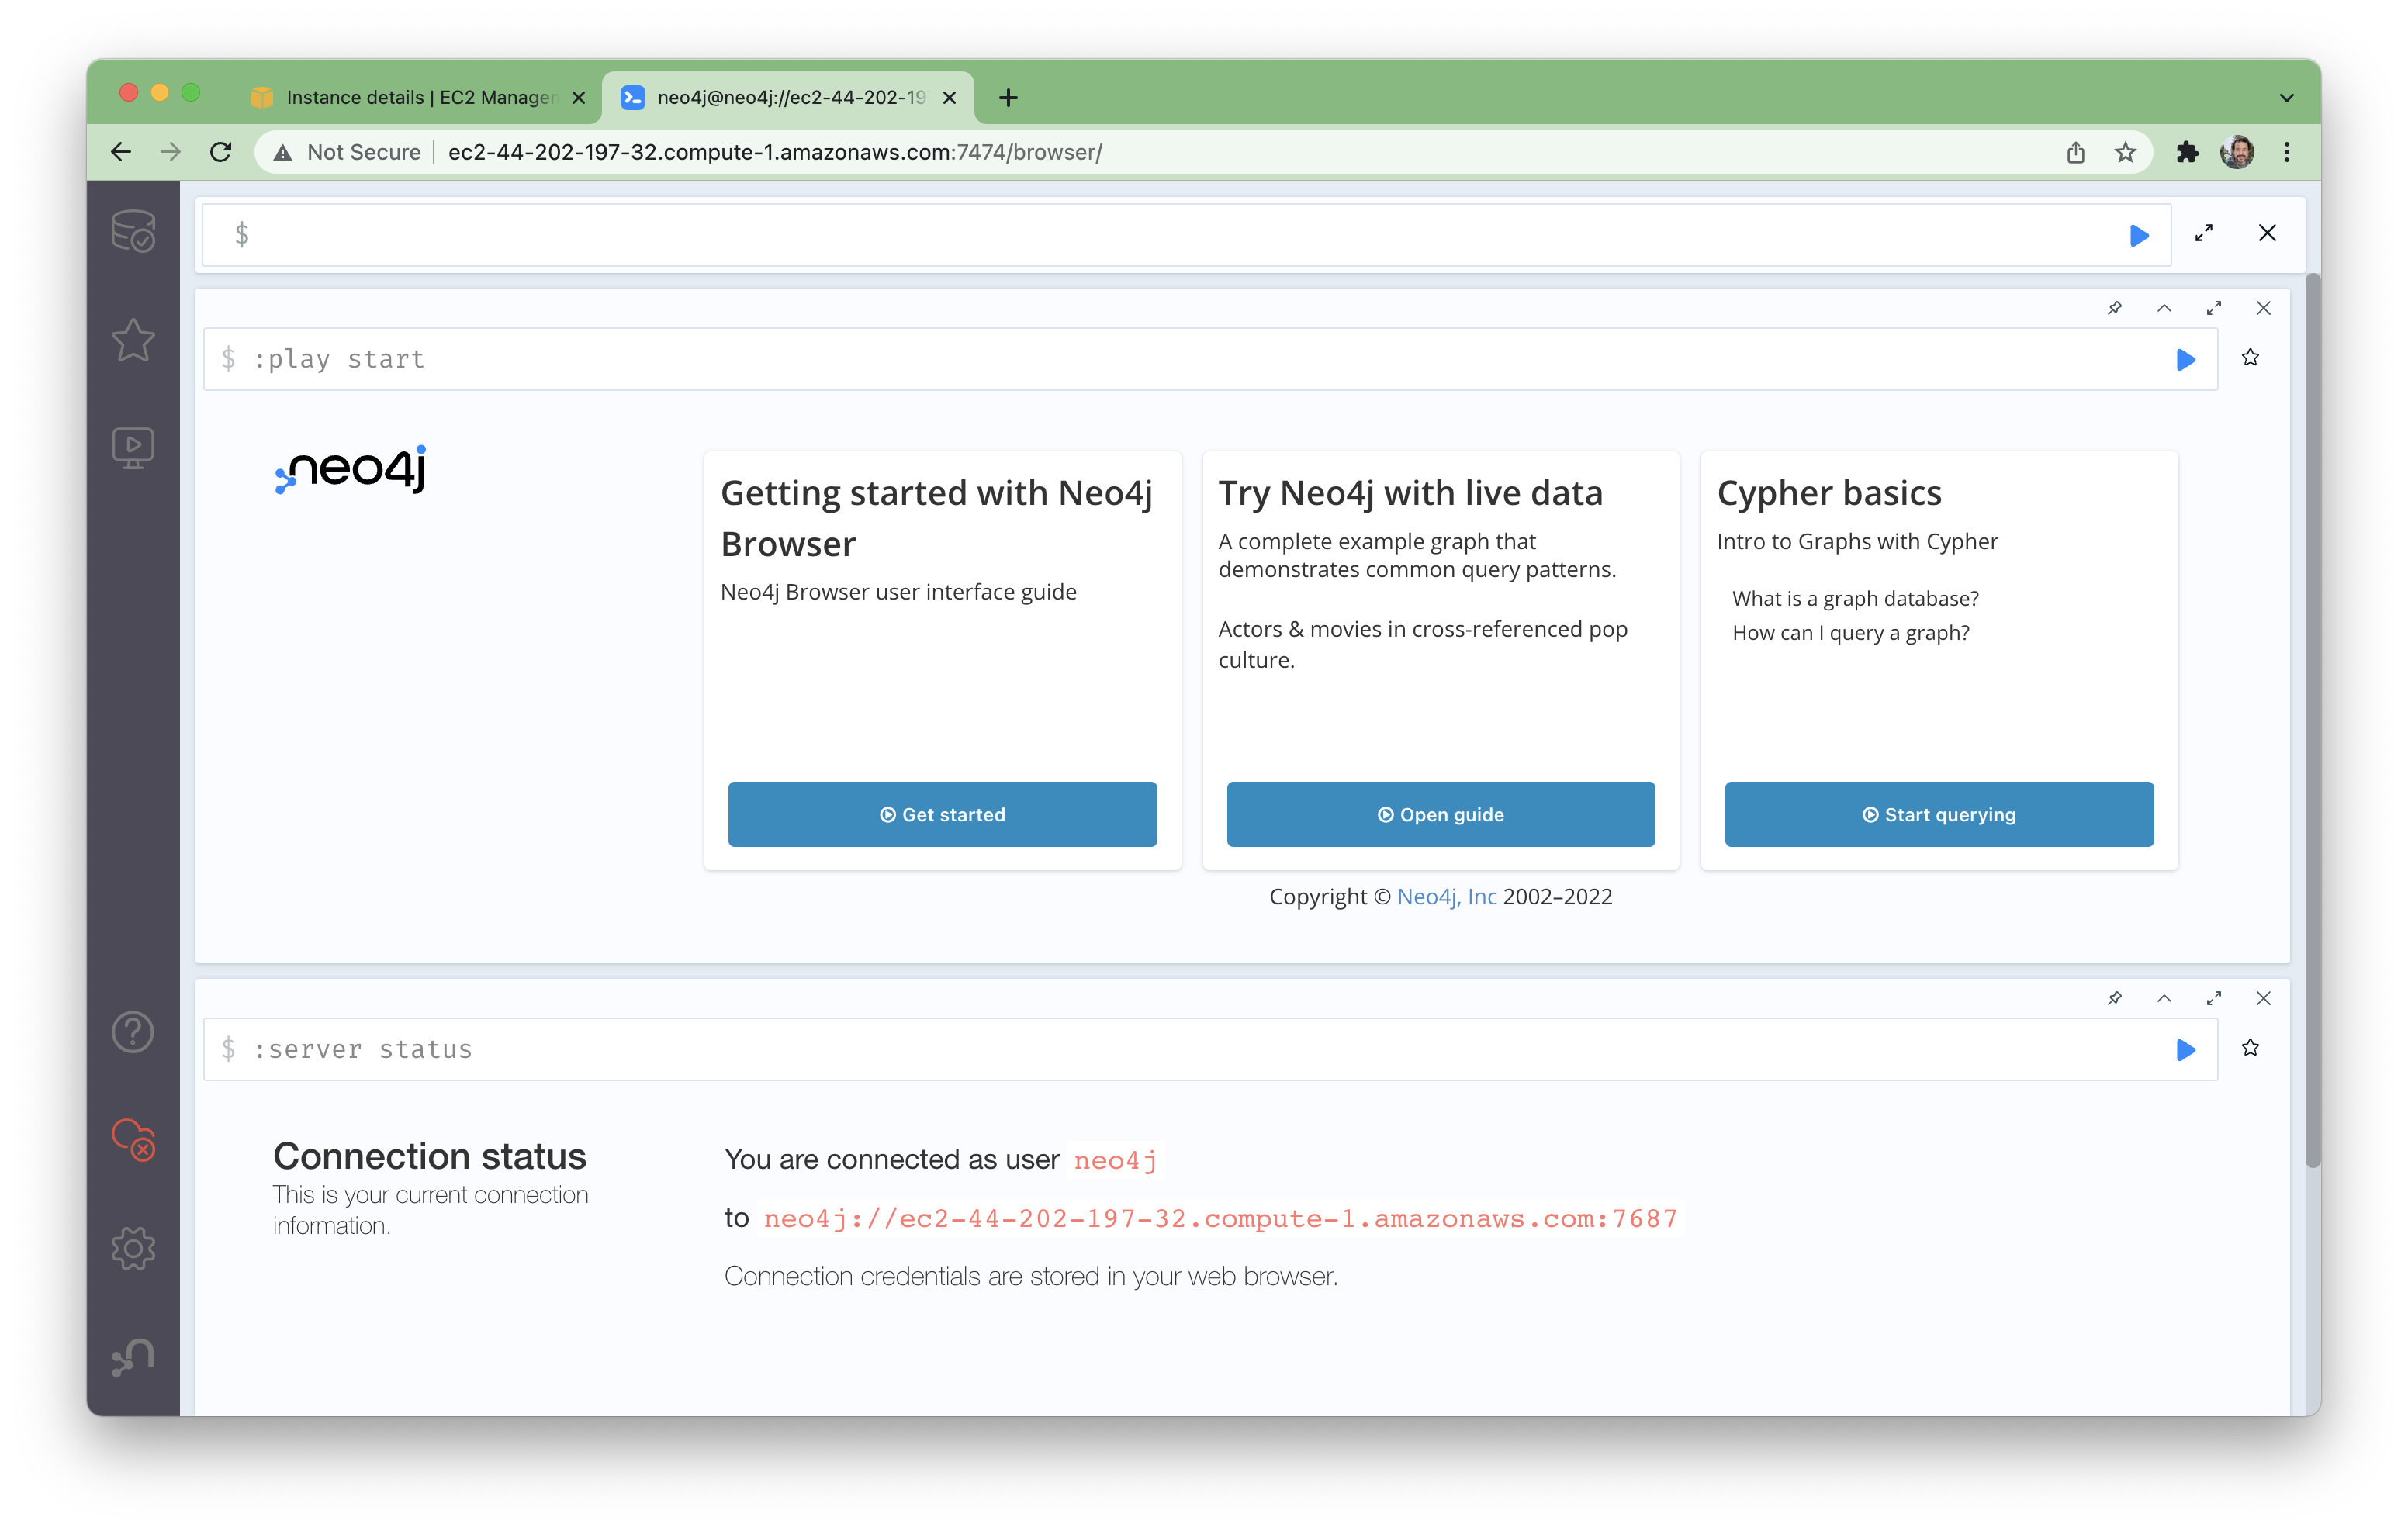 Instance details | EC2 Managen
neo4j@neo4j://ec2-44-202-19
Not Secure
ec2-44-202-197-32.compute-1.amazonaws.com:7474/browser/
$
$ :play start
neo4j
Getting started with Neo4j
Browser
Neo4j Browser user interface guide
Get started
Try Neo4j with live data
A complete example graph that
demonstrates common query patterns.
Actors & movies in cross-referenced pop
culture.
Open guide
Cypher basics
Intro to Graphs with Cypher
What is a graph database?
How can I query a graph?
Start querying
Copyright © Neo4j, Inc 2002–2022
$ :server status
Connection status
This is your current connection
information.
You are connected as user neo4j
to neo4j://ec2-44-202-197-32.compute-1.amazonaws.com:7687
Connection credentials are stored in your web browser.